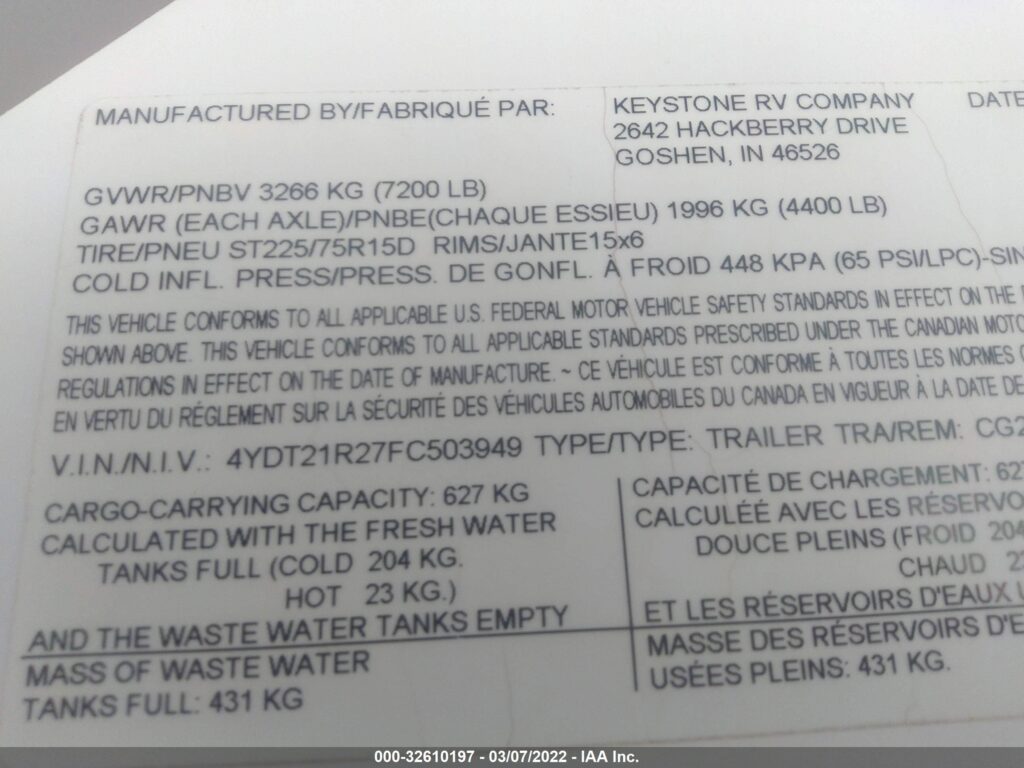 MANUFACTURED BY/FABRIQUÉ PAR: KEYSTONE RV COMPANY DATE
2642 HACKBERRY DRIVE
GOSHEN, IN 46526
GVWR/PNBV 3266 KG (7200 LB)
GAWR (EACH AXLE)/PNBE(CHAQUE ESSIEU) 1996 KG (4400 LB)
TIRE/PNEU ST225/75R15D RIMS/JANTE15x6
COLD INFL. PRESS/PRESS. DE GONFL. À FROID 448 KPA (65 PSI/LPC)-SIN
THIS VEHICLE CONFORMS TO ALL APPLICABLE U.S. FEDERAL MOTOR VEHICLE SAFETY STANDARDS IN EFFECT ON THE
SHOWN ABOVE. THIS VEHICLE CONFORMS TO ALL APPLICABLE STANDARDS PRESCRIBED UNDER THE CANADIAN MOTO
REGULATIONS IN EFFECT ON THE DATE OF MANUFACTURE. ~ CE VÉHICULE EST CONFORME À TOUTES LES NORMES
EN VERTU DU RÉGLEMENT SUR LA SÉCURITÉ DES VÉHICULES AUTOMOBILES DU CANADA EN VIGUEUR À LA DATE DE
V.I.N./N.I.V.: 4YDT21R27FC503949 TYPE/TYPE: TRAILER TRA/REM: CG2
CARGO-CARRYING CAPACITY: 627 KG
CALCULATED WITH THE FRESH WATER
TANKS FULL (COLD 204 KG.
HOT 23 KG.)
AND THE WASTE WATER TANKS EMPTY
MASS OF WASTE WATER
TANKS FULL: 431 KG
CAPACITÉ DE CHARGEMENT: 627
CALCULÉÉ AVEC LES RÉSERVO
DOUCE PLEINS (FROID 204
CHAUD 23
ET LES RÉSERVOIRS D'EAUX U
MASSE DES RÉSERVOIRS D'E
USÉES PLEINS: 431 KG.
000-32610197 - 03/07/2022 - IAA Inc.